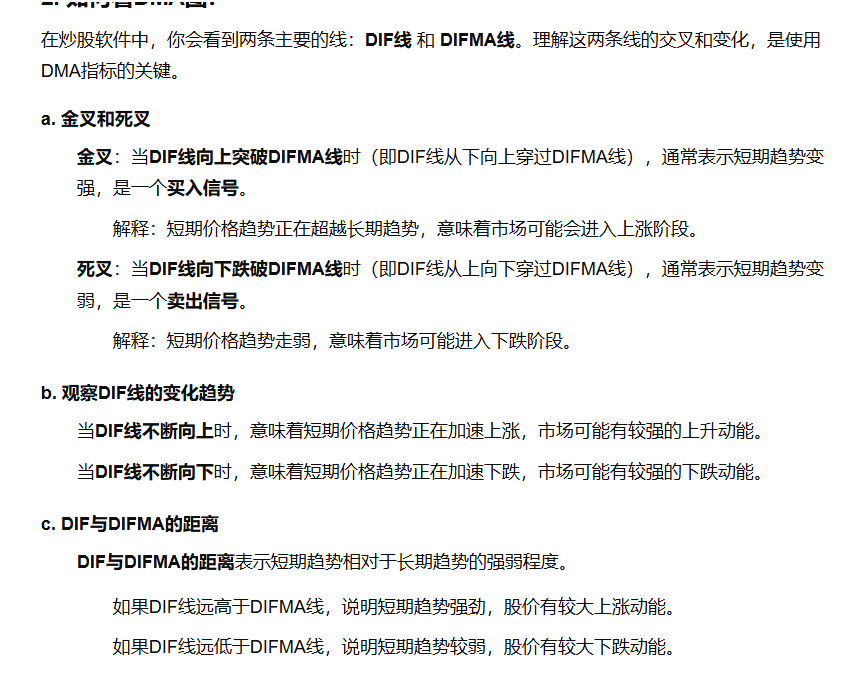 2. 如何看DMA图？
在炒股软件中，你会看到两条主要的线：DIF线 和 DIFMA线。理解这两条线的交叉和变化，是使用
DMA指标的关键。
a. 金叉和死叉
金叉：当DIF线向上突破DIFMA线时（即DIF线从下向上穿过DIFMA线），通常表示短期趋势变
强，是一个买入信号。
解释：短期价格趋势正在超越长期趋势，意味着市场可能会进入上涨阶段。
死叉：当DIF线向下跌破DIFMA线时（即DIF线从上向下穿过DIFMA线），通常表示短期趋势变
弱，是一个卖出信号。
解释：短期价格趋势走弱，意味着市场可能进入下跌阶段。
b. 观察DIF线的变化趋势
当DIF线不断向上时，意味着短期价格趋势正在加速上涨，市场可能有较强的上升动能。
当DIF线不断向下时，意味着短期价格趋势正在加速下跌，市场可能有较强的下跌动能。
c. DIF与DIFMA的距离
DIF与DIFMA的距离表示短期趋势相对于长期趋势的强弱程度。
如果DIF线远高于DIFMA线，说明短期趋势强劲，股价有较大上涨动能。
如果DIF线远低于DIFMA线，说明短期趋势较弱，股价有较大下跌动能。